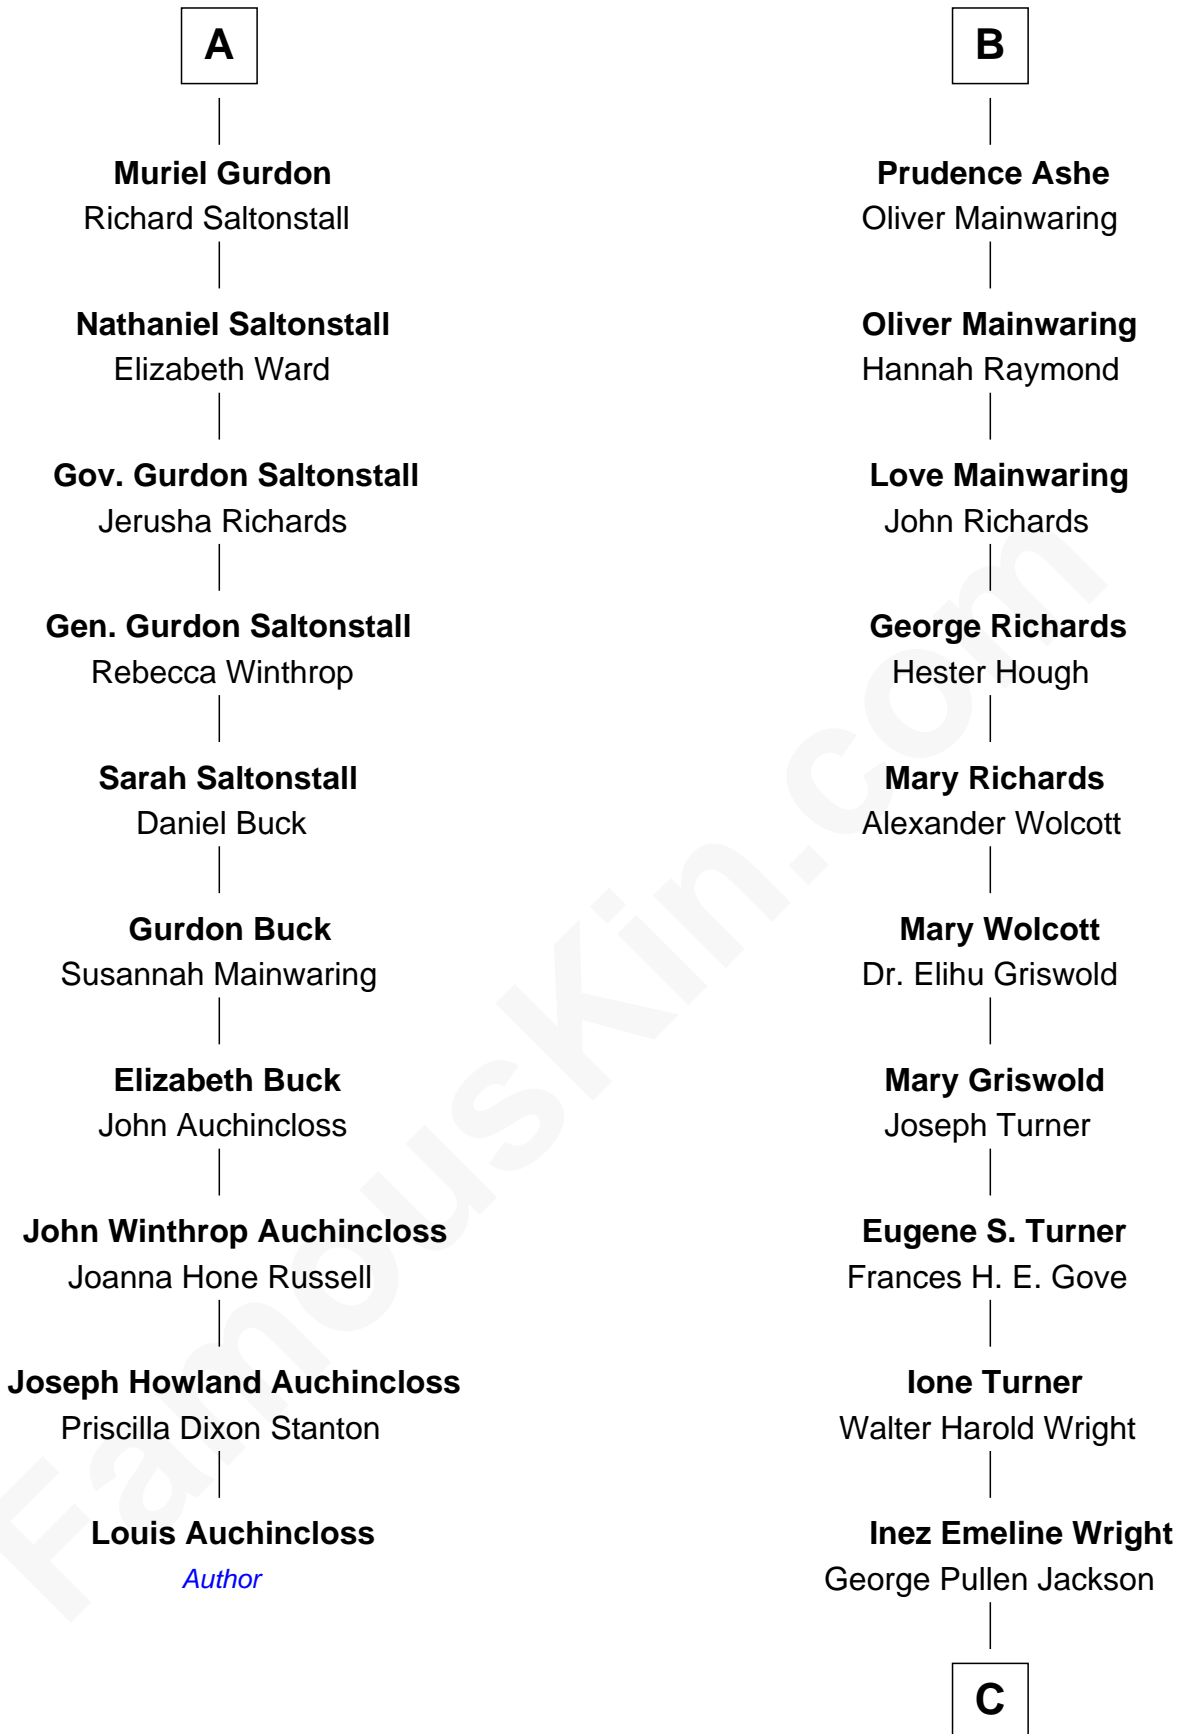 A
Muriel Gurdon
Richard Saltonstall
Nathaniel Saltonstall
Elizabeth Ward
Gov. Gurdon Saltonstall
Jerusha Richards
Gen. Gurdon Saltonstall
Rebecca Winthrop
Sarah Saltonstall
Daniel Buck
Gurdon Buck
Susannah Mainwaring
Elizabeth Buck
John Auchincloss
John Winthrop Auchincloss
Joanna Hone Russell
Joseph Howland Auchincloss
Priscilla Dixon Stanton
Louis Auchincloss
Author
B
Prudence Ashe
Oliver Mainwaring
Oliver Mainwaring
Hannah Raymond
Love Mainwaring
John Richards
George Richards
Hester Hough
Mary Richards
Alexander Wolcott
Mary Wolcott
Dr. Elihu Griswold
Mary Griswold
Joseph Turner
Eugene S. Turner
Frances H. E. Gove
Ione Turner
Walter Harold Wright
Inez Emeline Wright
George Pullen Jackson
C
FamousKin.com